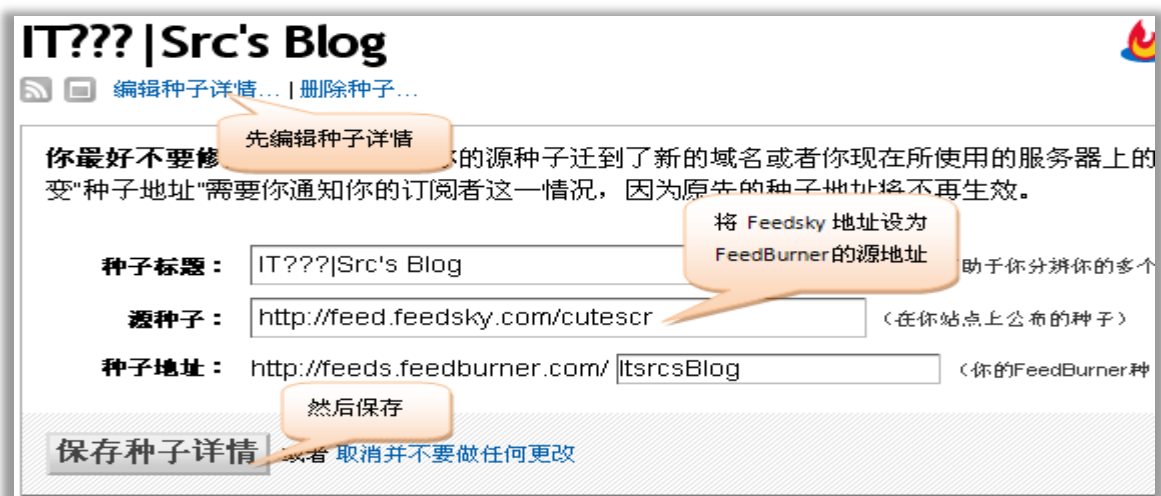 IT???|Src's Blog
编辑种子详情... | 删除种子...
先编辑种子详情
你最好不要修 的源种子迁到了新的域名或者你现在所使用的服务器上的
变"种子地址"需要你通知你的订阅者这一情况，因为原先的种子地址将不再生效。
将 Feedsky 地址设为
FeedBurner的源地址
种子标题： IT???|Src's Blog 助于你分辨你的多个
源种子： http://feed.feedsky.com/cutescr （在你站点上公布的种子）
种子地址： http://feeds.feedburner.com/ ItsrcsBlog （你的FeedBurner种
然后保存
保存种子详情 或者 取消并不要做任何更改